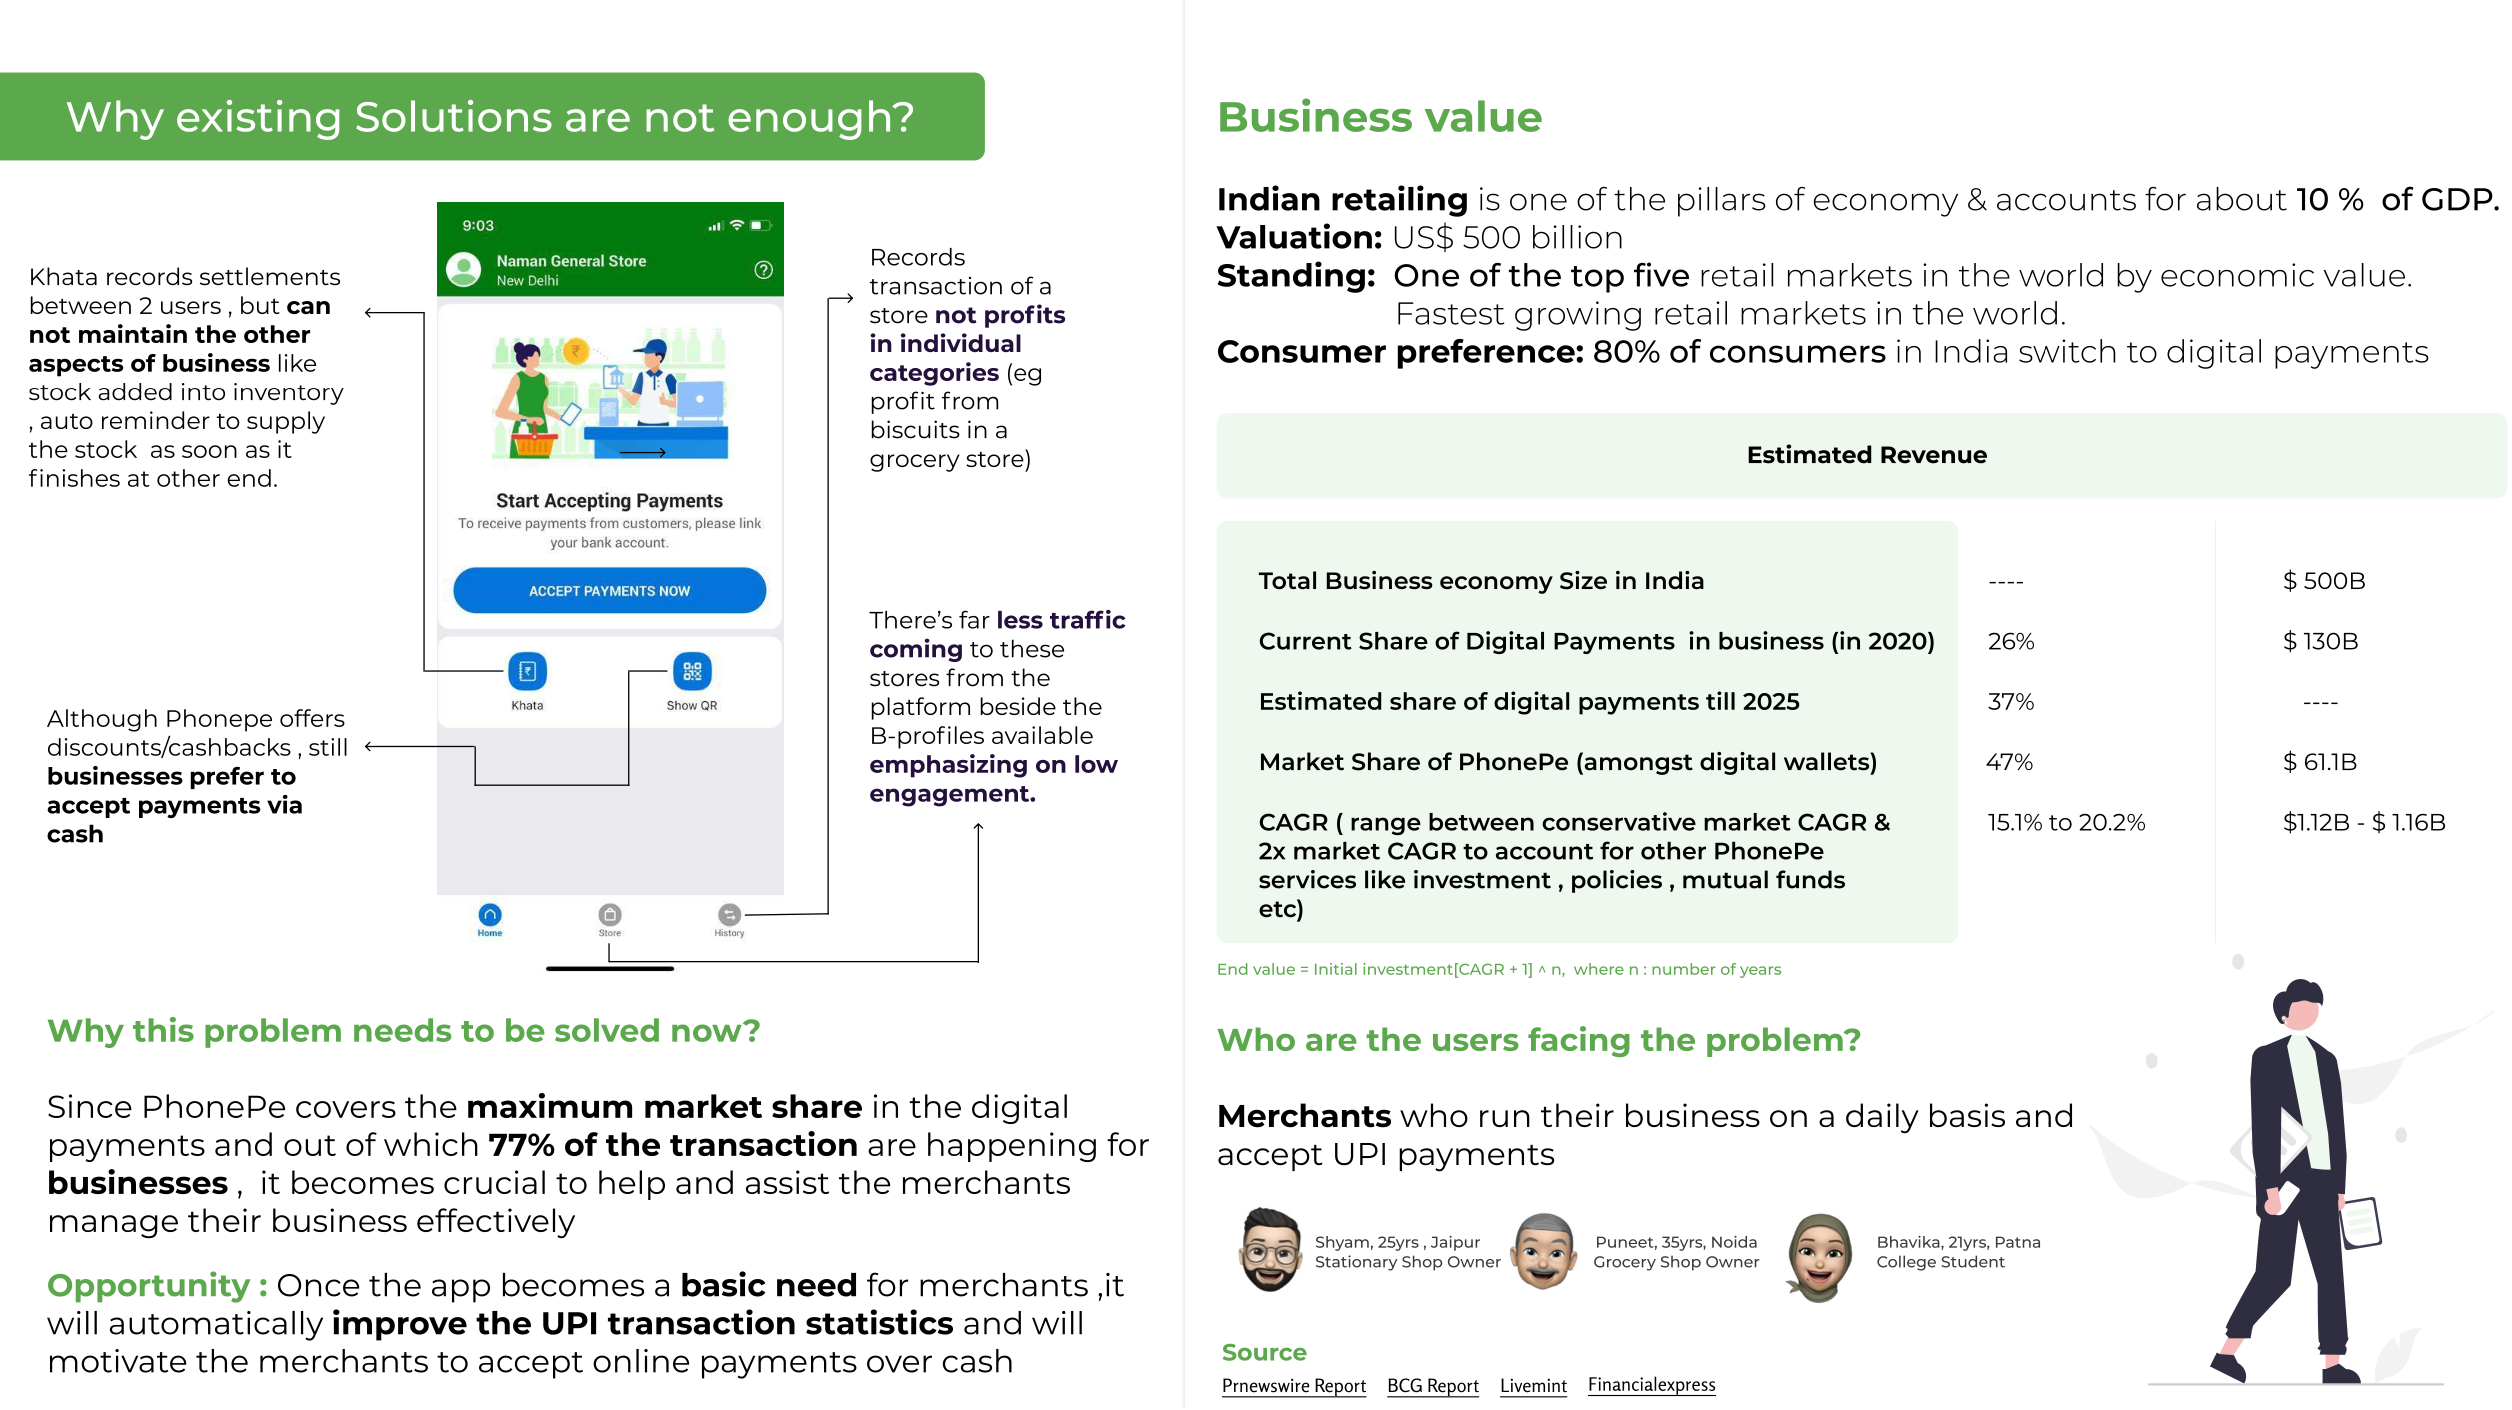 Why existing Solutions are not enough?
Khata records settlements
between 2 users , but can
not maintain the other
aspects of business like
stock added into inventory
, auto reminder to supply
the stock  as soon as it
finishes at other end.
Although Phonepe offers
discounts/cashbacks , still
businesses prefer to
accept payments via
cash
9:03
Naman General Store
New Delhi
Start Accepting Payments
To receive payments from customers, please link
your bank account.
ACCEPT PAYMENTS NOW
Khata
Show QR
Home
Store
History
Records
transaction of a
store not profits
in individual
categories (eg
profit from
biscuits in a
grocery store)
There's far less traffic
coming to these
stores from the
platform beside the
B-profiles available
emphasizing on low
engagement.
Why this problem needs to be solved now?
Since PhonePe covers the maximum market share in the digital
payments and out of which 77% of the transaction are happening for
businesses ,  it becomes crucial to help and assist the merchants
manage their business effectively
Opportunity : Once the app becomes a basic need for merchants ,it
will automatically improve the UPI transaction statistics and will
motivate the merchants to accept online payments over cash
Business value
Indian retailing is one of the pillars of economy & accounts for about 10 %  of GDP.
Valuation: US$ 500 billion
Standing:  One of the top five retail markets in the world by economic value.
Fastest growing retail markets in the world.
Consumer preference: 80% of consumers in India switch to digital payments
Estimated Revenue
Total Business economy Size in India ---- $ 500B
Current Share of Digital Payments  in business (in 2020) 26% $ 130B
Estimated share of digital payments till 2025 37% ----
Market Share of PhonePe (amongst digital wallets) 47% $ 61.1B
CAGR ( range between conservative market CAGR & 15.1% to 20.2% $1.12B - $ 1.16B
2x market CAGR to account for other PhonePe
services like investment , policies , mutual funds
etc)
End value = Initial investment[CAGR + 1] ^ n,  where n : number of years
Who are the users facing the problem?
Merchants who run their business on a daily basis and
accept UPI payments
Shyam, 25yrs , Jaipur
Stationary Shop Owner
Puneet, 35yrs, Noida
Grocery Shop Owner
Bhavika, 21yrs, Patna
College Student
Source
Prnewswire Report BCG Report Livemint Financialexpress